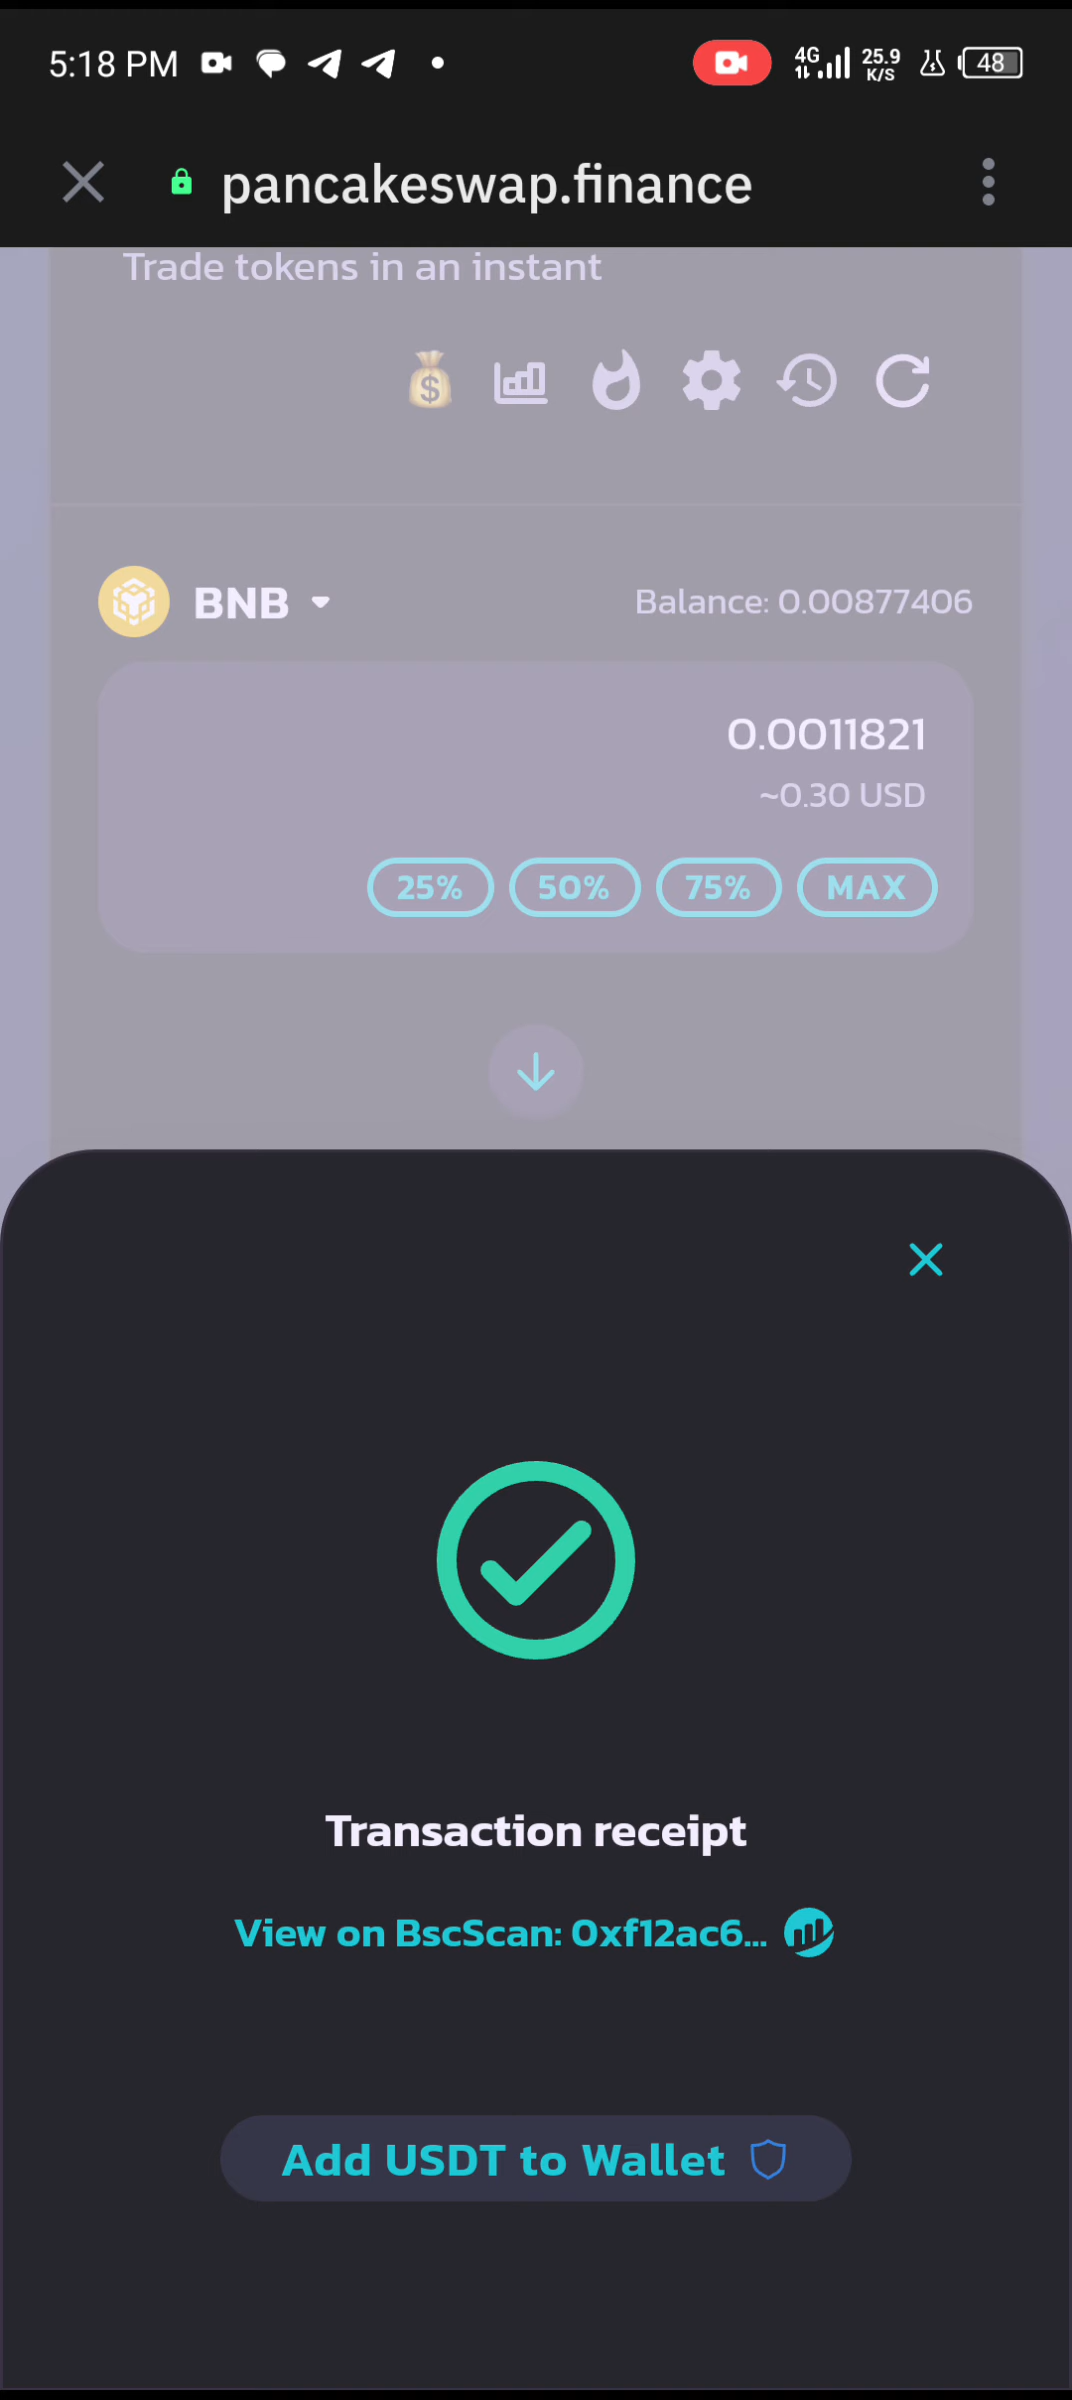 5:18 PM
4G
25.9
K/S
48
pancakeswap.finance
Trade tokens in an instant
BNB
Balance: 0.00877406
0.0011821
~0.30 USD
25%
50%
75%
MAX
Transaction receipt
View on BscScan: 0xf12ac6...
Add USDT to Wallet